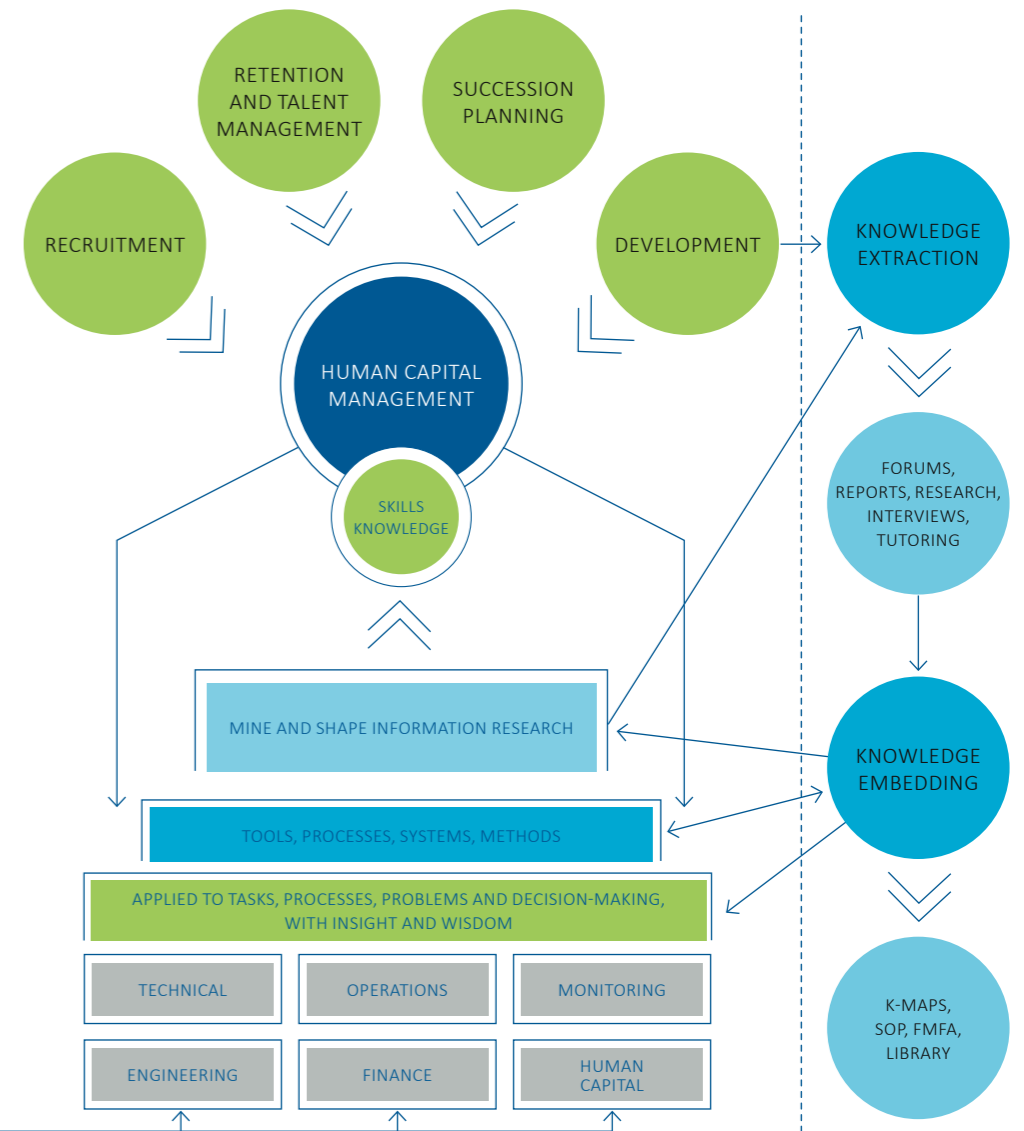 RETENTION
AND TALENT
MANAGEMENT
SUCCESSION
PLANNING
RECRUITMENT
DEVELOPMENT
KNOWLEDGE
EXTRACTION
HUMAN CAPITAL
MANAGEMENT
SKILLS
KNOWLEDGE
FORUMS,
REPORTS, RESEARCH,
INTERVIEWS,
TUTORING
MINE AND SHAPE INFORMATION RESEARCH
KNOWLEDGE
EMBEDDING
TOOLS, PROCESSES, SYSTEMS, METHODS
APPLIED TO TASKS, PROCESSES, PROBLEMS AND DECISION-MAKING,
WITH INSIGHT AND WISDOM
TECHNICAL
OPERATIONS
MONITORING
K-MAPS,
SOP, FMFA,
LIBRARY
ENGINEERING
FINANCE
HUMAN
CAPITAL